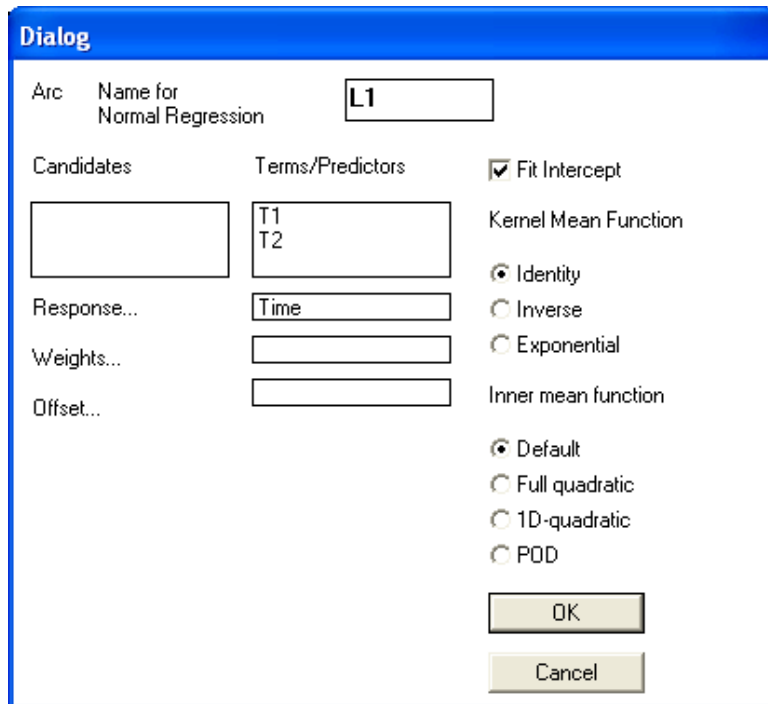 Dialog
Arc Name for L1
Normal Regression
Candidates Terms/Predictors Fit Intercept
T1
T2
Kernel Mean Function
Identity
Response... Time Inverse
Weights... Exponential
Offset... Inner mean function
Default
Full quadratic
1D-quadratic
POD
OK
Cancel